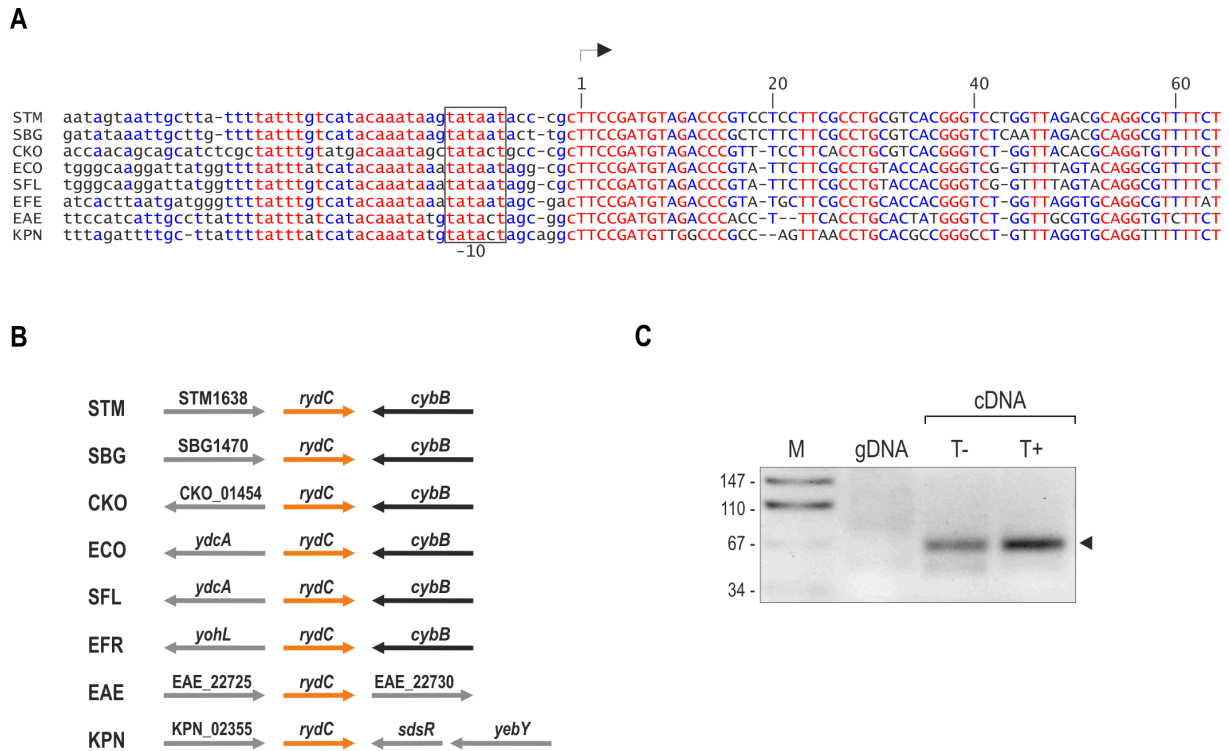 A
1 20 40 60
STM aatagtaattgctta-ttttatttgtcatacaaataagtataatacc-cgcTTCCGATGTAGACCCGTCCTCCTTCGCCTGCGTCACGGGTCCTGGTTAGACGCAGGCGTTTTCT
SBG gatataaattgcttg-ttttatttgtcatacaaataagtataatact-tgcTTCCGATGTAGACCCGCTCTTCTTCGCCTGCGTCACGGGTCTCAATTAGACGCAGGCGTTTTCT
CKO accaacagcagcatctcgctatttgtatgacaaatagctatactgcc-cgcTTCCGATGTAGACCCGTT-TCCTTCACCTGCGTCACGGGTCT-GGTTACACGCAGGTGTTTTCT
ECO tgggcaaggattatggttttatttatcatacaaataaatataatagg-cgcTTCCGATGTAGACCCGTA-TTCTTCGCCTGTACCACGGGTCG-GTTTTAGTACAGGCGTTTTCT
SFL tgggcaaggattatggttttatttatcatacaaataaatataatagg-cgcTTCCGATGTAGACCCGTA-TTCTTCGCCTGTACCACGGGTCG-GTTTTAGTACAGGCGTTTTCT
EFE atcacttaatgatgggttttatttatcatacaaataaatataatagc-gacTTCCGATGTAGACCCGTA-TGCTTCGCCTGCACCACGGGTCT-GGTTAGGTGCAGGCGTTTTAT
EAE ttccatcattgccttattttatttatcatacaaatatgtatactagc-cggCTTCCGATGTAGACCCACC-T--TTCACCTGCACTATGGGTCT-GGTTGCGTGCAGGTGTCTTCT
KPN tttagattttgc-ttattttatttatcatacaaatatgtatactagcaggcTTCCGATGTTGGCCCGCC--AGTTAACCTGCACGCCGGGCCT-GTTTAGGTGCAGGTTTTTTCT
-10
B
STM STM1638 rydC cybB
SBG SBG1470 rydC cybB
CKO CKO_01454 rydC cybB
ECO ydcA rydC cybB
SFL ydcA rydC cybB
EFR yohL rydC cybB
EAE EAE_22725 rydC EAE_22730
KPN KPN_02355 rydC sdsR yebY
C
cDNA
M gDNA T- T+
147 -
110 -
67 -
34 -